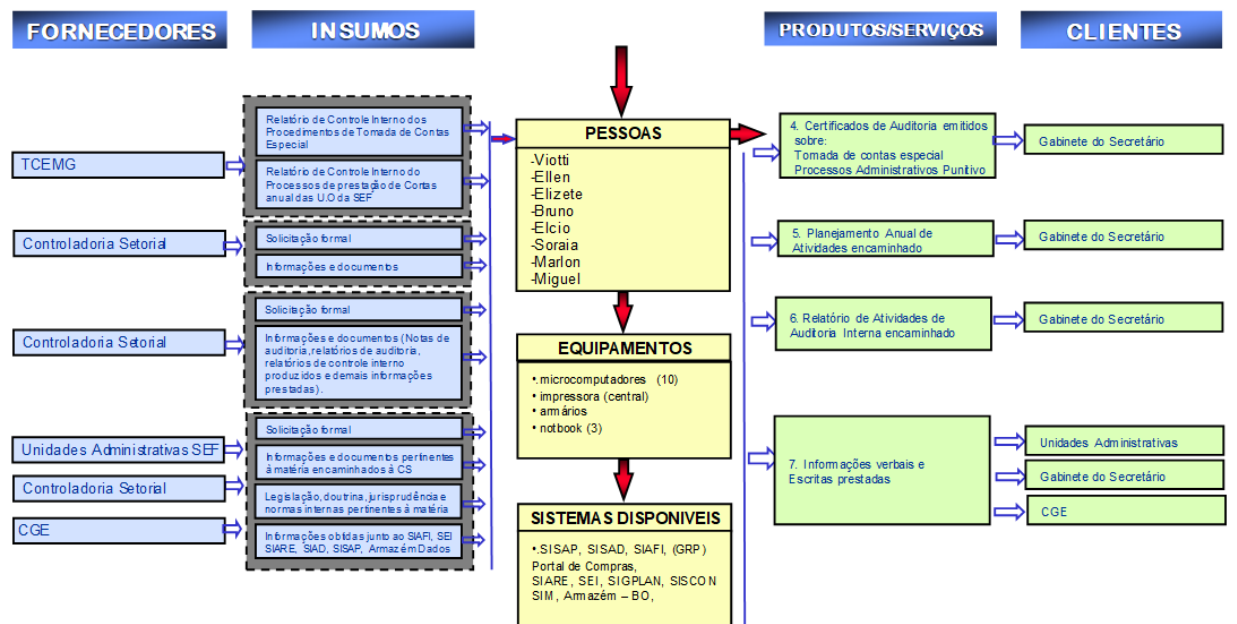 FORNECEDORES
INSUMOS
PRODUTOS/SERVIÇOS
CLIENTES
TCEMG
Controladoria Setorial
Controladoria Setorial
Unidades Administrativas SEF
Controladoria Setorial
CGE
Relatório de Controle Interno dos
Procedimentos de Tomada de Contas
Especial
Relatório de Controle Interno do
Processos de prestação de Contas
anual das U.O da SEF
Solicitação formal
Informações e documentos
Solicitação formal
Informações e documentos (Notas de
auditoria, relatórios de auditoria,
relatórios de controle interno
produzidos e demais informações
prestadas).
Solicitação formal
Informações e documentos pertinentes
à matéria encaminhados à CS
Legislação, doutrina, jurisprudência e
normas internas pertinentes à matéria
Informações obtidas junto ao SIAFI, SEI
SIARE, SIAD, SISAP, Armazém Dados
PESSOAS
-Viotti
-Ellen
-Elizete
-Bruno
-Elcio
-Soraia
-Marlon
-Miguel
EQUIPAMENTOS
•.microcomputadores (10)
• impressora (central)
• armários
• notbook (3)
SISTEMAS DISPONIVEIS
•.SISAP, SISAD, SIAFI, (GRP)
Portal de Compras,
SIARE, SEI, SIGPLAN, SISCON
SIM, Armazém – BO,
4. Certificados de Auditoria emitidos
sobre:
Tomada de contas especial
Processos Administrativos Punitivo
5. Planejamento Anual de
Atividades encaminhado
6. Relatório de Atividades de
Auditoria Interna encaminhado
7. Informações verbais e
Escritas prestadas
Gabinete do Secretário
Gabinete do Secretário
Gabinete do Secretário
Unidades Administrativas
Gabinete do Secretário
CGE